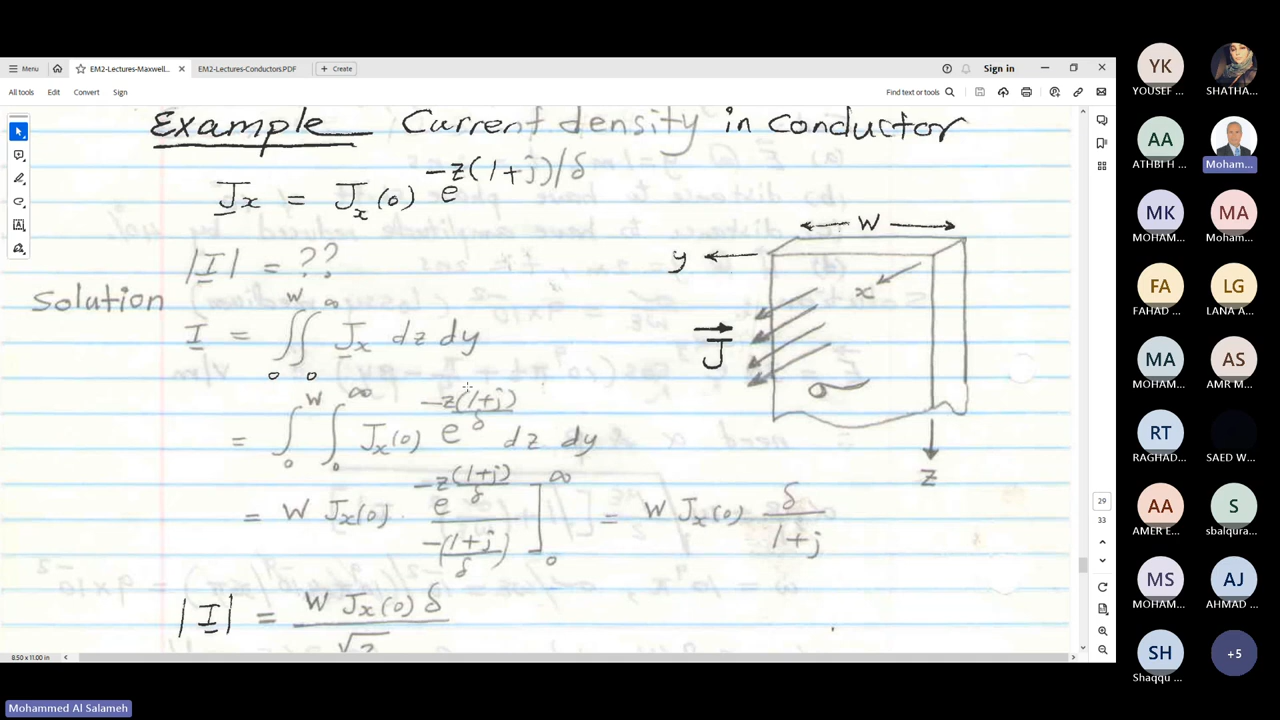 Menu
EM2-Lectures-Maxwell...
EM2-Lectures-Conductors.PDF
Create
Sign in
All tools Edit Convert Sign
Find text or tools
Example Current density in Conductor
Jx = Jx(0) e^-z(1+j)/δ
|I| = ??
W
y
x
J
σ
z
Solution
I = ∫0^W ∫0^∞ Jx dz dy
= ∫0^W ∫0^∞ Jx(0) e^-z(1+j)/δ dz dy
= W Jx(0) · e^-z(1+j)/δ / -(1+j)/δ ]0^∞ = W Jx(0) δ/1+j
|I| = W Jx(0) δ / √2
29
33
8.50 x 11.00 in
YK
YOUSEF ...
SHATHA...
AA
ATHBI H ...
Moham...
MK
MOHAM...
MA
Moham...
FA
FAHAD ...
LG
LANA A...
MA
MOHAM...
AS
AMR M...
RT
RAGHAD...
SAED W...
AA
AMER E...
S
sbalqura...
MS
MOHAM...
AJ
AHMAD ...
SH
Shaqqu ...
+5
Mohammed Al Salameh